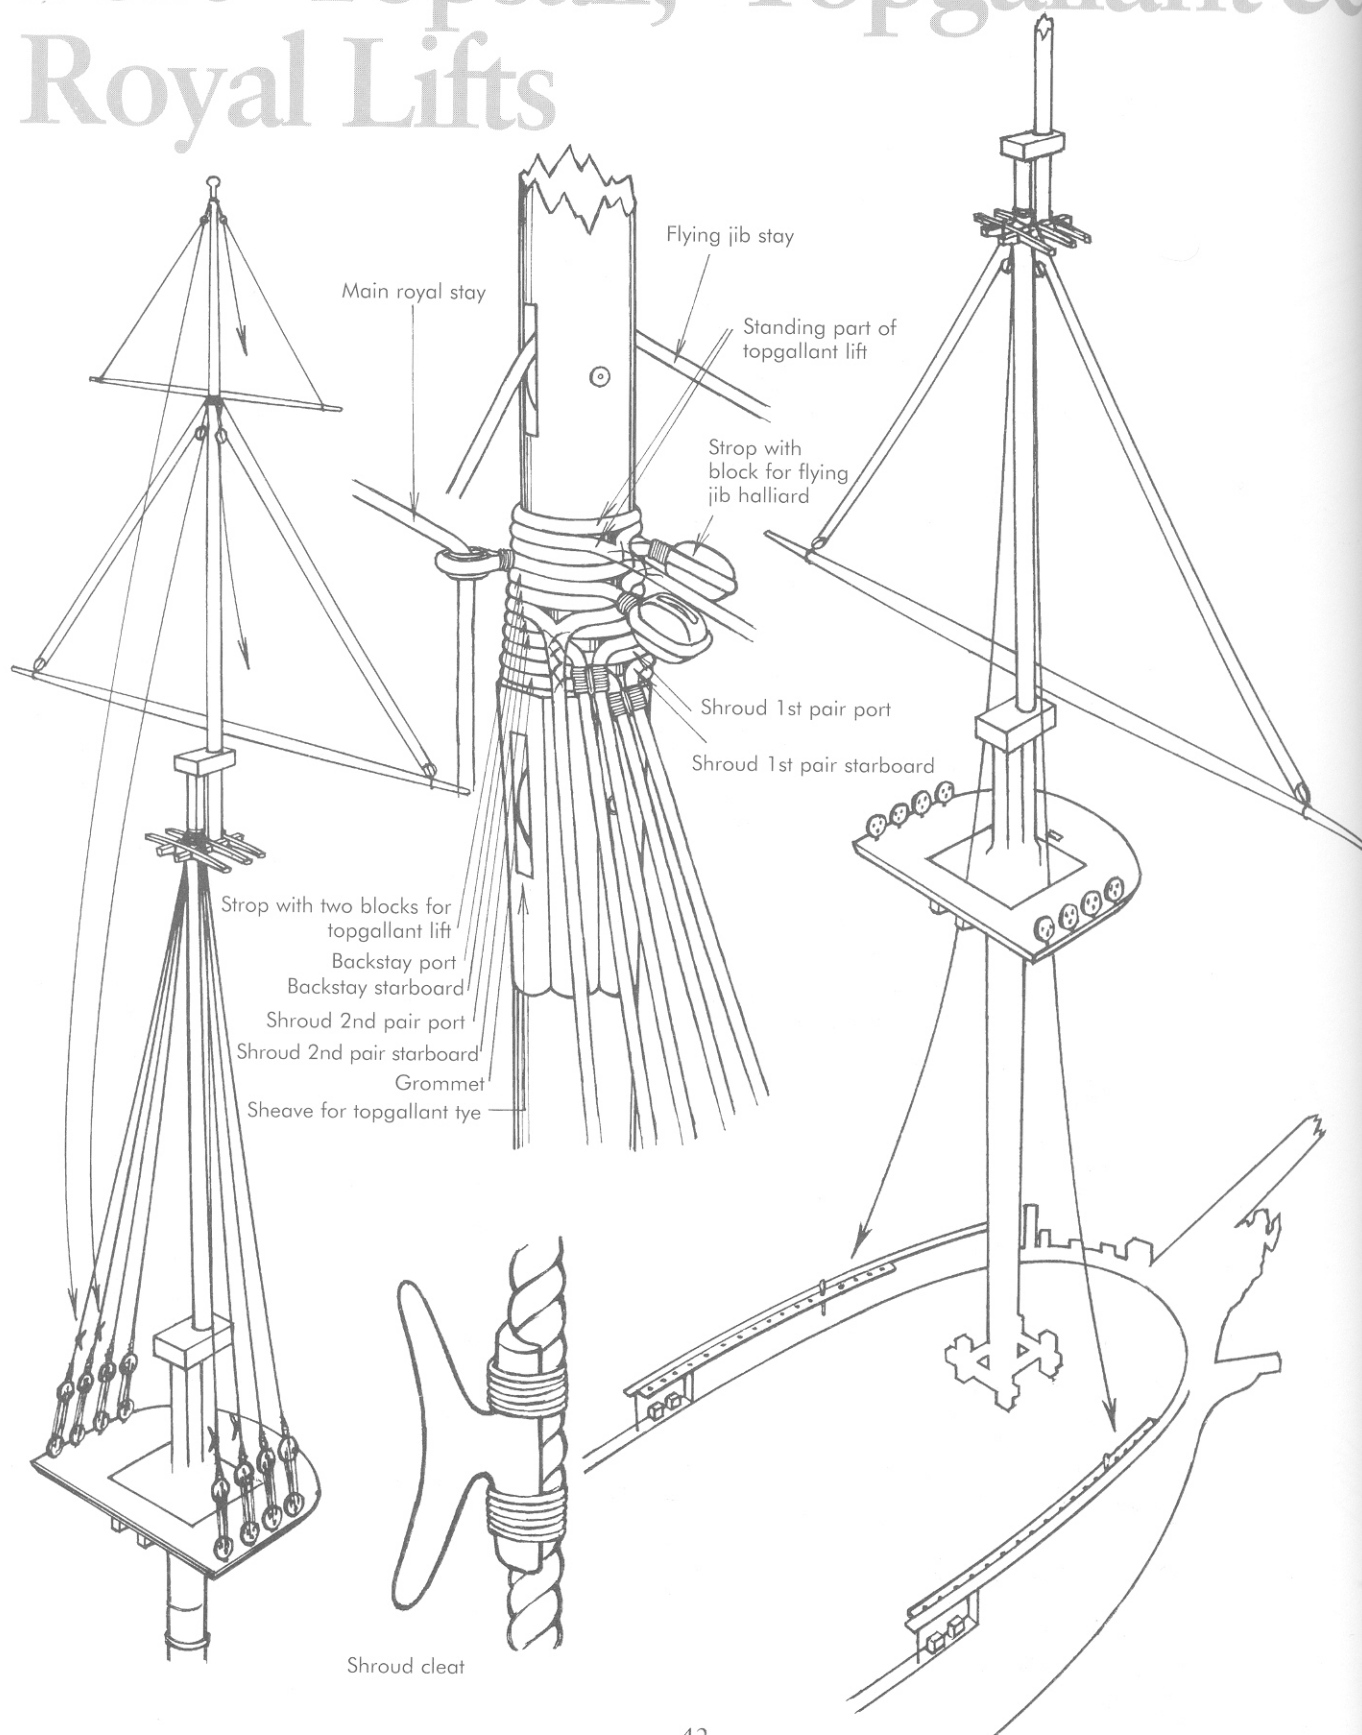 Topsail, Topgallant &
Royal Lifts
Flying jib stay
Main royal stay
Standing part of
topgallant lift
Strop with
block for flying
jib halliard
Shroud 1st pair port
Shroud 1st pair starboard
Strop with two blocks for
topgallant lift
Backstay port
Backstay starboard
Shroud 2nd pair port
Shroud 2nd pair starboard
Grommet
Sheave for topgallant tye
Shroud cleat